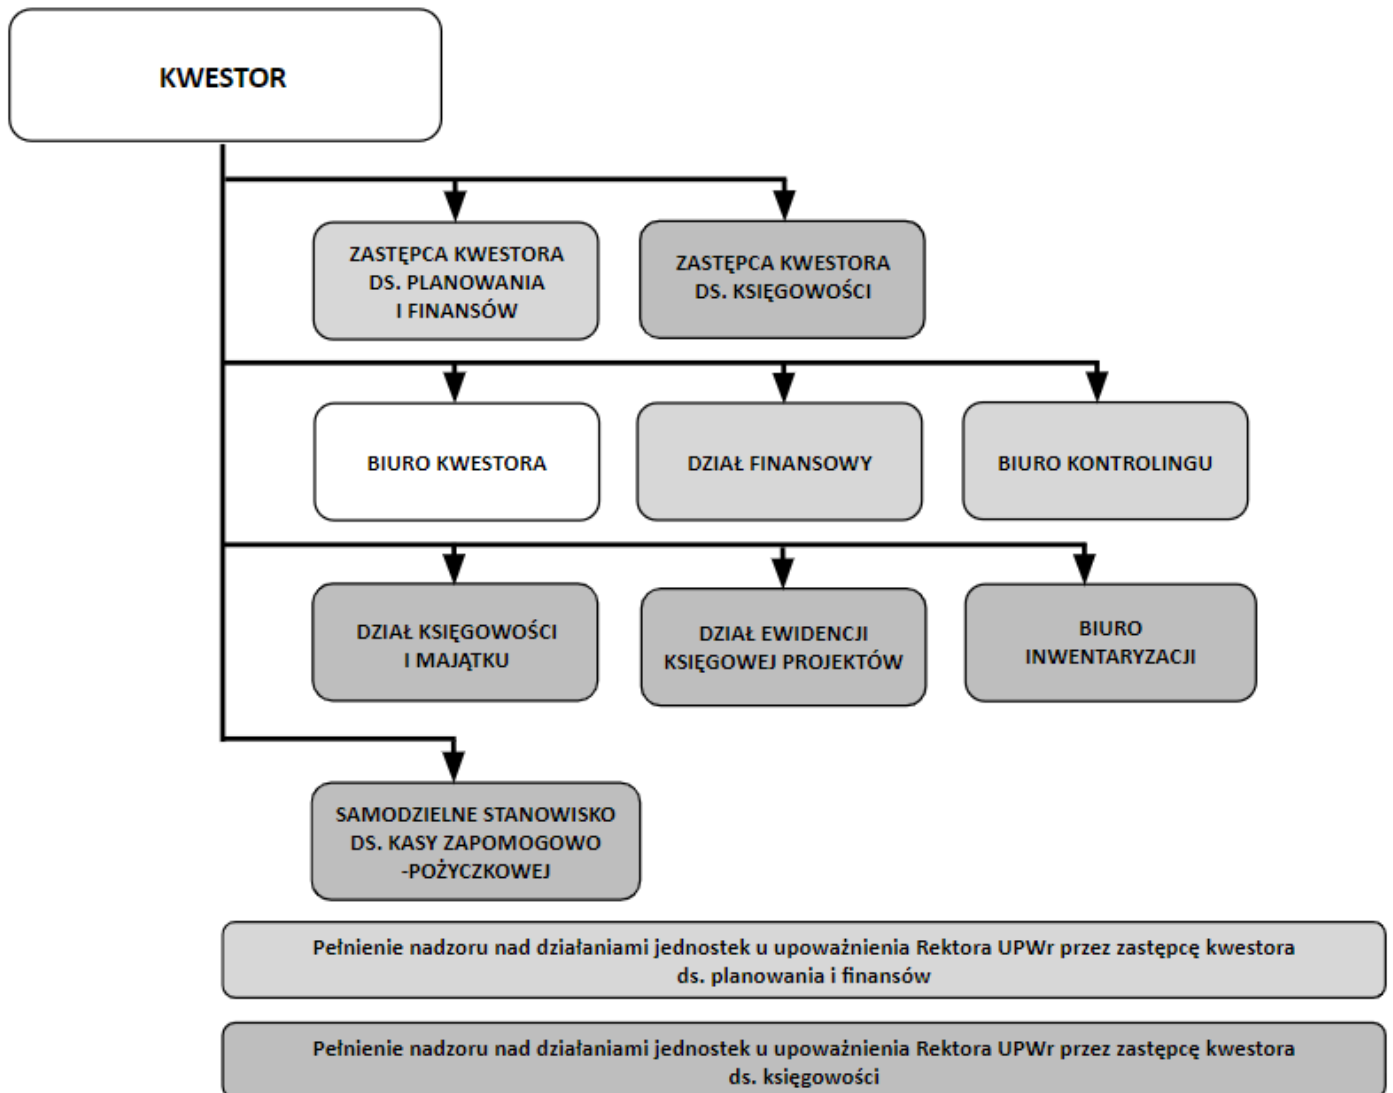 KWESTOR
ZASTĘPCA KWESTORA
DS. PLANOWANIA
I FINANSÓW
ZASTĘPCA KWESTORA
DS. KSIĘGOWOŚCI
BIURO KWESTORA
DZIAŁ FINANSOWY
BIURO KONTROLINGU
DZIAŁ KSIĘGOWOŚCI
I MAJĄTKU
DZIAŁ EWIDENCJI
KSIĘGOWEJ PROJEKTÓW
BIURO
INWENTARYZACJI
SAMODZIELNE STANOWISKO
DS. KASY ZAPOMOGOWO
-POŻYCZKOWEJ
Pełnienie nadzoru nad działaniami jednostek u upoważnienia Rektora UPWr przez zastępcę kwestora
ds. planowania i finansów
Pełnienie nadzoru nad działaniami jednostek u upoważnienia Rektora UPWr przez zastępcę kwestora
ds. księgowości